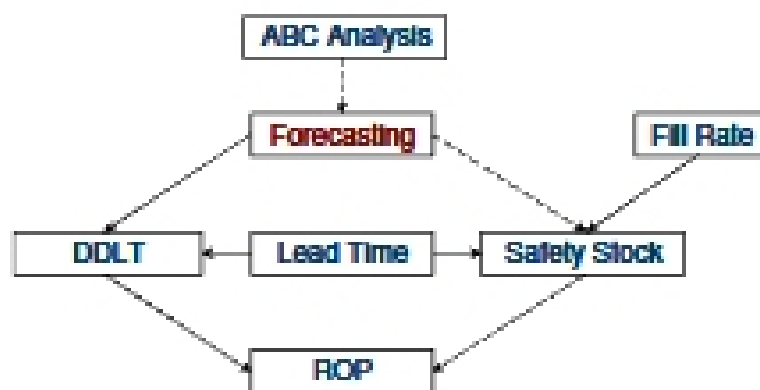 ABC Analysis
Forecasting
Fill Rate
DDLT
Lead Time
Safety Stock
ROP